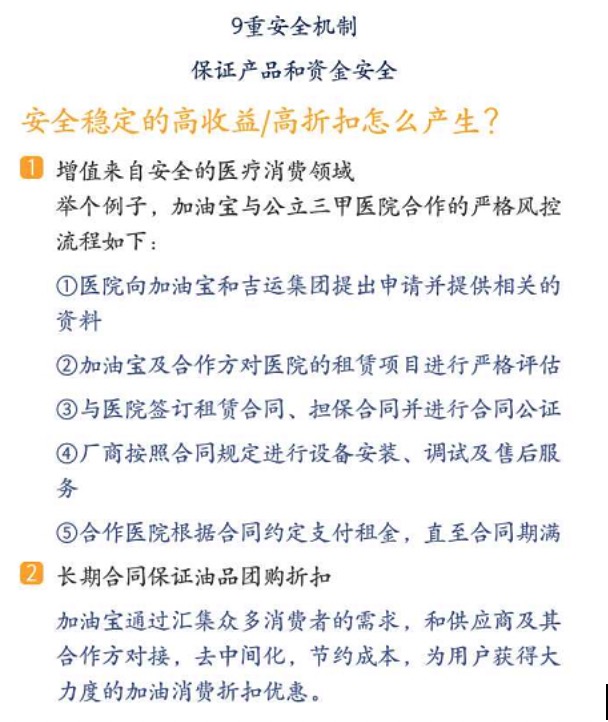 9重安全机制
保证产品和资金安全
安全稳定的高收益/高折扣怎么产生？
1 增值来自安全的医疗消费领域
举个例子，加油宝与公立三甲医院合作的严格风控
流程如下：
①医院向加油宝和吉运集团提出申请并提供相关的
资料
②加油宝及合作方对医院的租赁项目进行严格评估
③与医院签订租赁合同、担保合同并进行合同公证
④厂商按照合同规定进行设备安装、调试及售后服
务
⑤合作医院根据合同约定支付租金，直至合同期满
2 长期合同保证油品团购折扣
加油宝通过汇集众多消费者的需求，和供应商及其
合作方对接，去中间化，节约成本，为用户获得大
力度的加油消费折扣优惠。